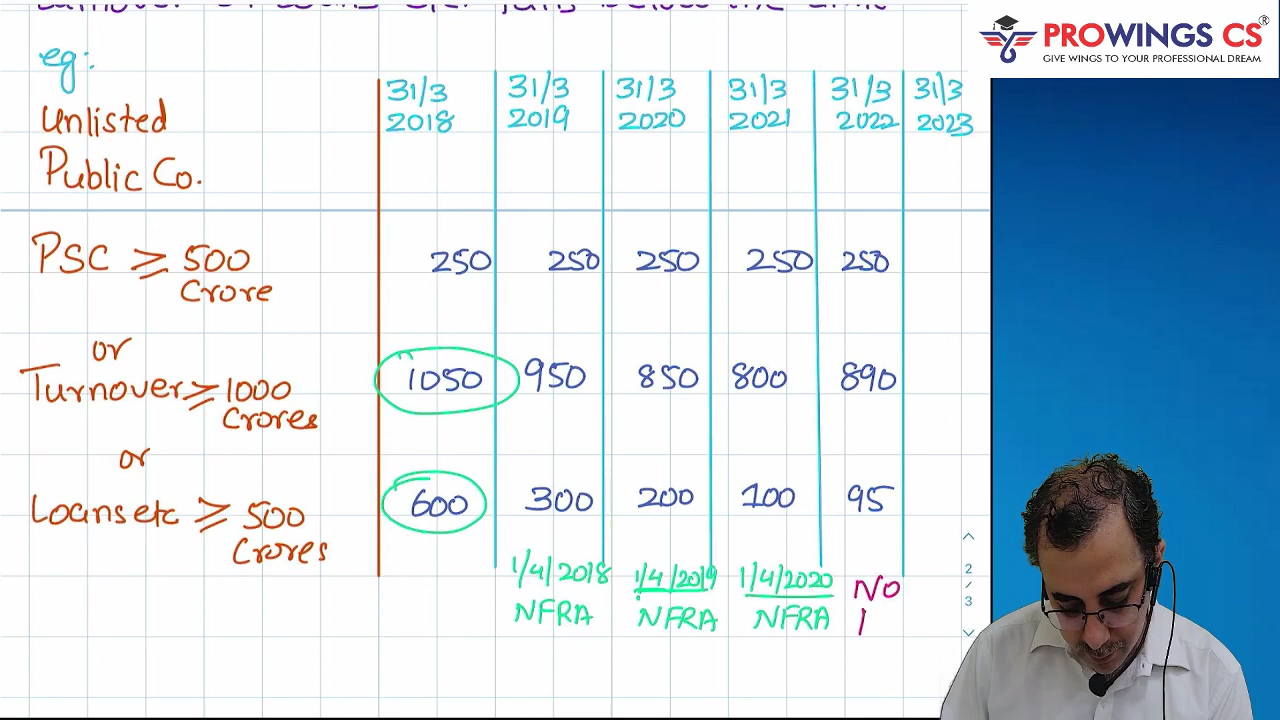 PROWINGS CS®
GIVE WINGS TO YOUR PROFESSIONAL DREAM
eg:
Unlisted
Public Co.
31/3 31/3 31/3 31/3 31/3 31/3
2018 2019 2020 2021 2022 2023
PSC ≥ 500
Crore
250 250 250 250 250
or
Turnover ≥ 1000
Crores
1050 950 850 800 890
or
Loans etc ≥ 500
Crores
600 300 200 100 95
1/4/2018 1/4/2019 1/4/2020 NO
NFRA NFRA NFRA
2
/
3